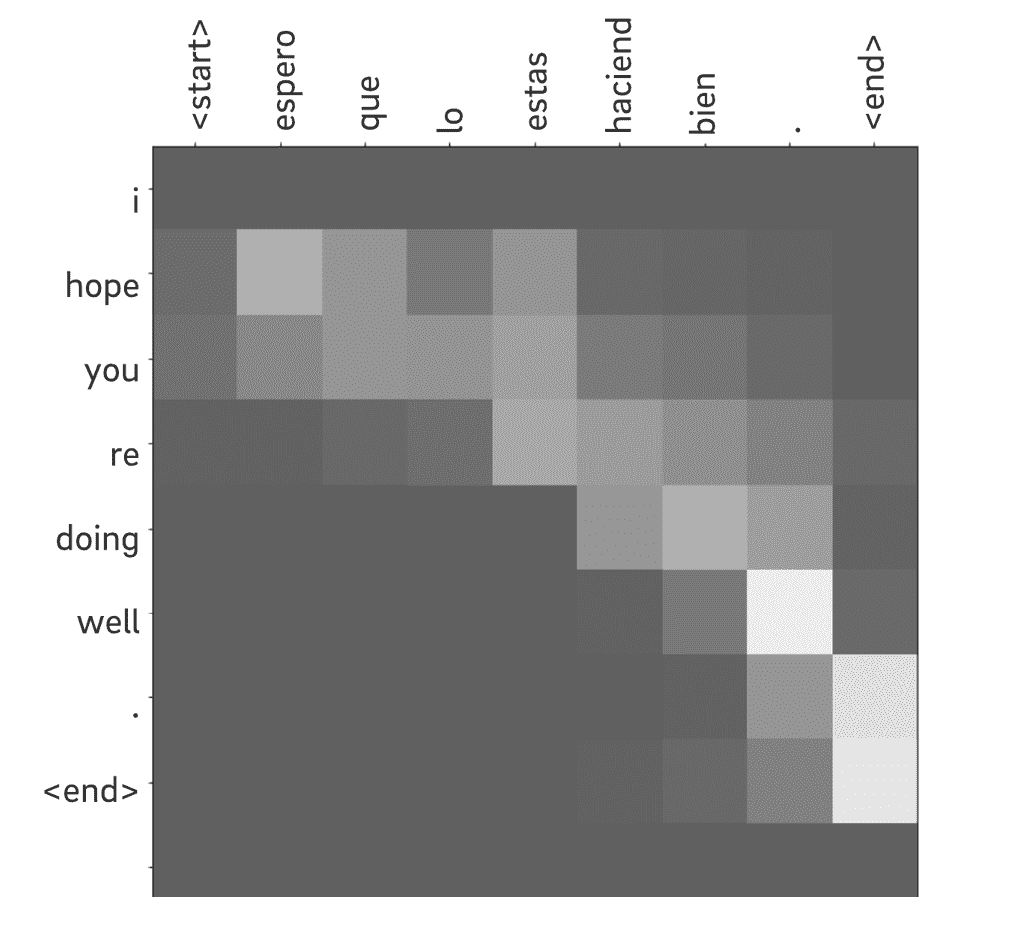 <start>
espero
que
lo
estas
haciend
bien
.
<end>
i
hope
you
re
doing
well
.
<end>